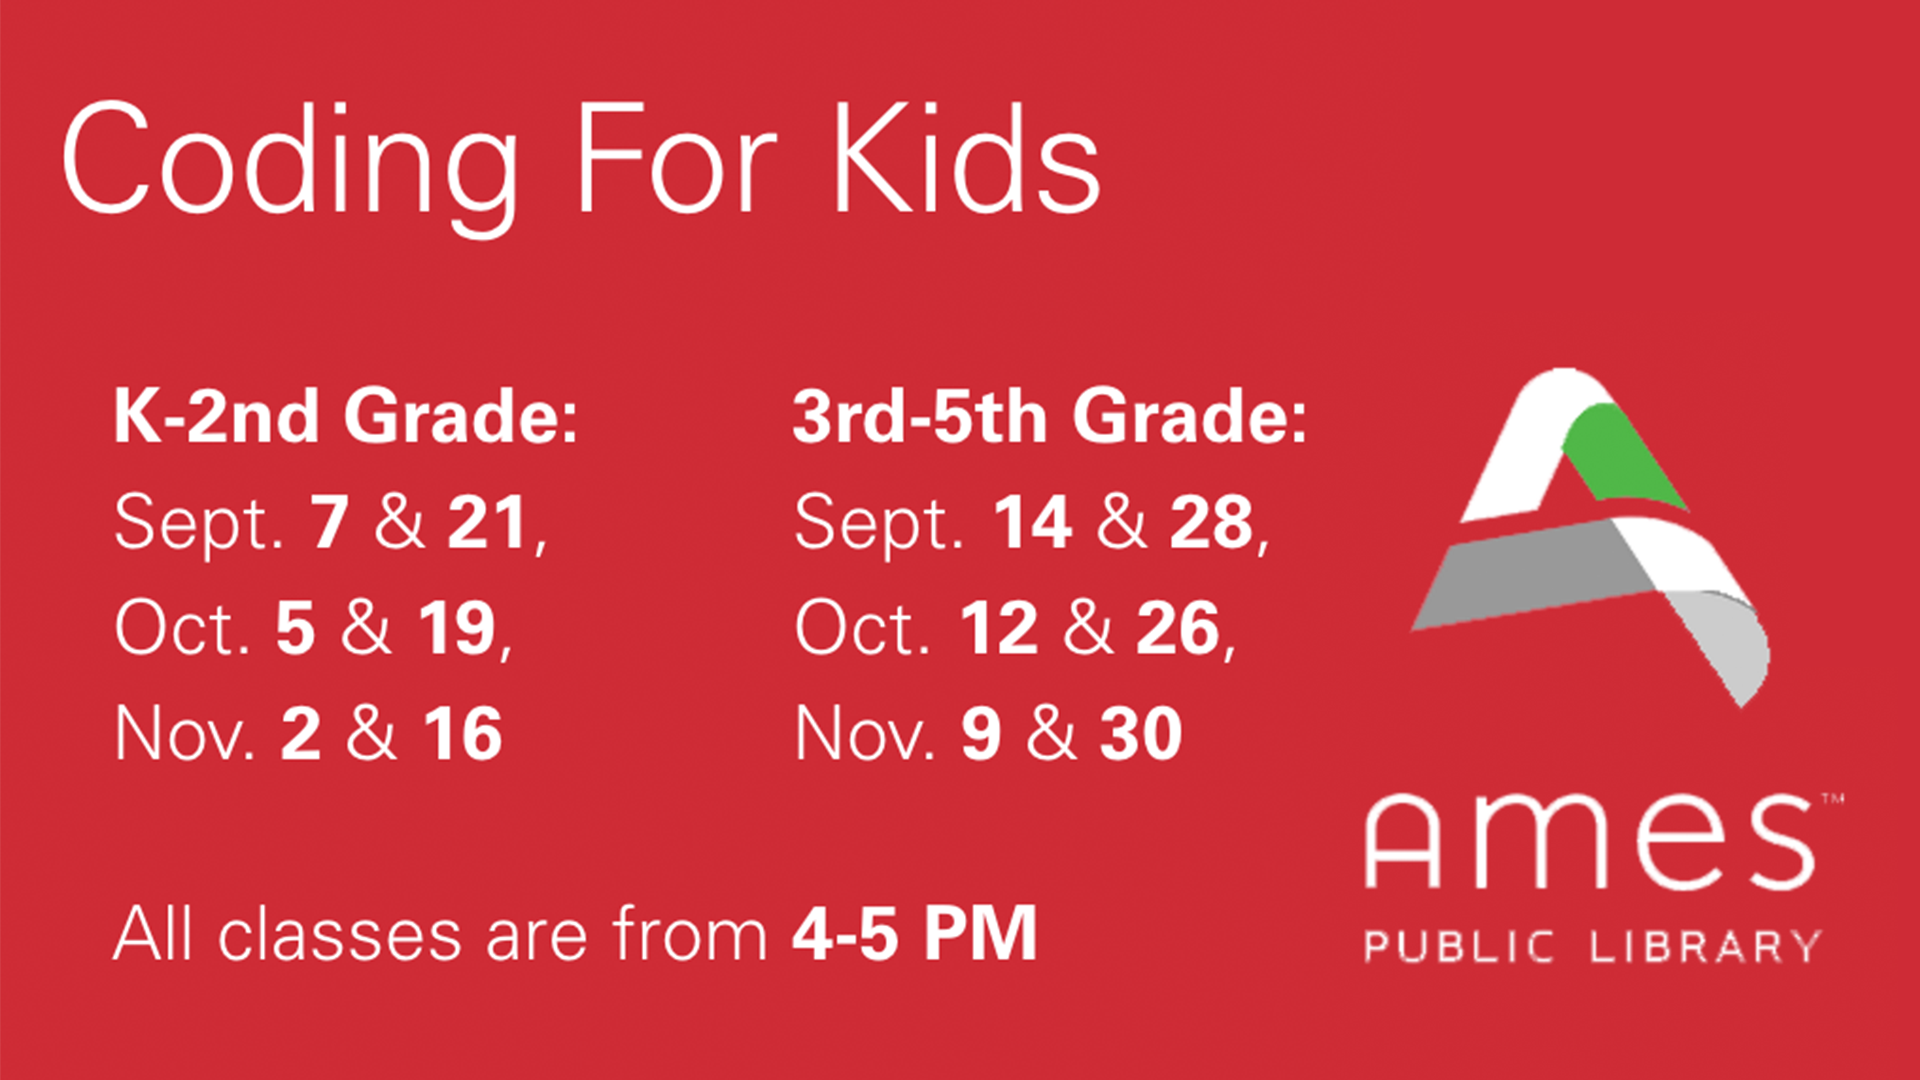 Coding For Kids
K-2nd Grade:
Sept. 7 & 21,
Oct. 5 & 19,
Nov. 2 & 16
3rd-5th Grade:
Sept. 14 & 28,
Oct. 12 & 26,
Nov. 9 & 30
All classes are from 4-5 PM
Ames™
PUBLIC LIBRARY